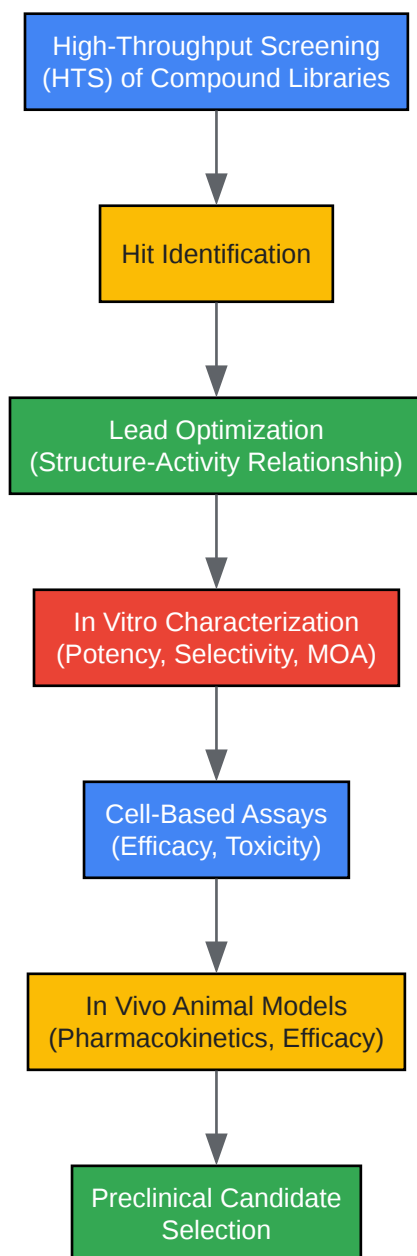 High-Throughput Screening
(HTS) of Compound Libraries
Hit Identification
Lead Optimization
(Structure-Activity Relationship)
In Vitro Characterization
(Potency, Selectivity, MOA)
Cell-Based Assays
(Efficacy, Toxicity)
In Vivo Animal Models
(Pharmacokinetics, Efficacy)
Preclinical Candidate
Selection